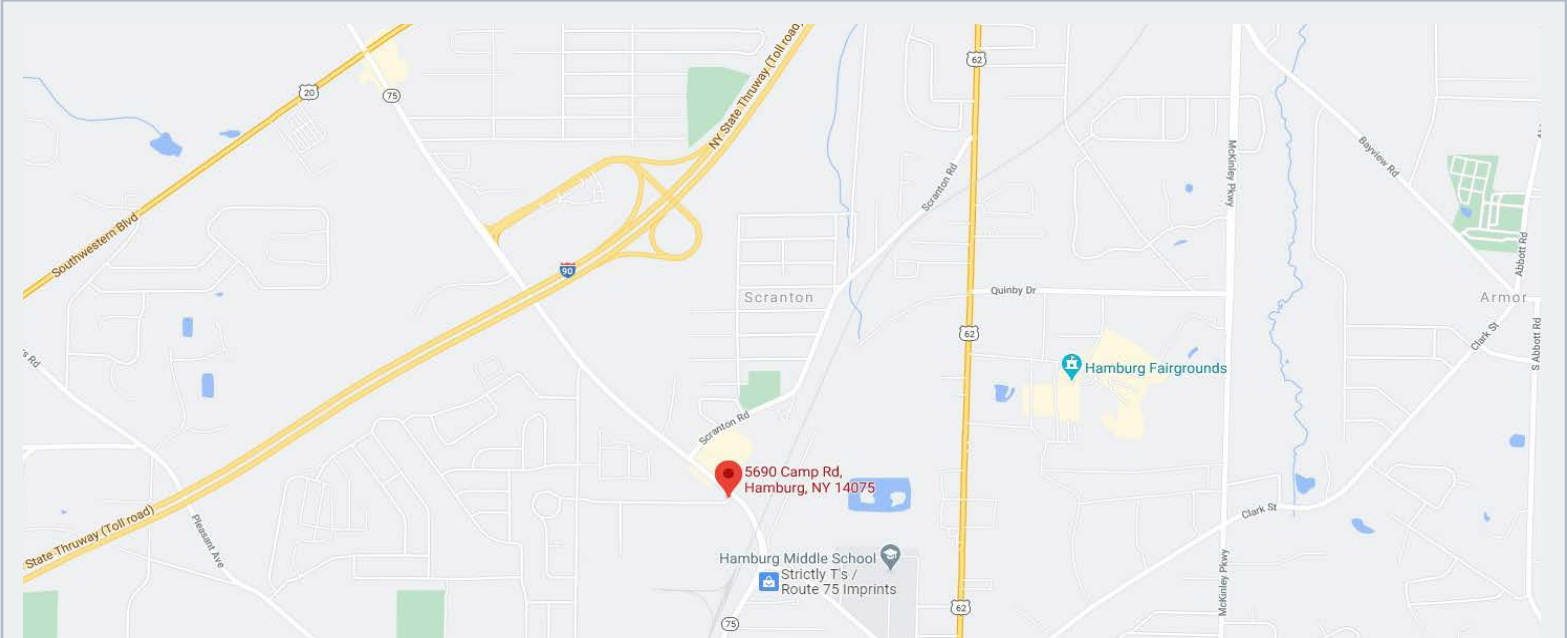 62
20
75
NY State Thruway (Toll road)
Scranton Rd
McKinley Pkwy
Bayview Rd
Southwestern Blvd
90
Abbott Rd
Quinby Dr
Scranton
Armor
62
Clark St
S Abbott Rd
Hamburg Fairgrounds
s Rd
Scranton Rd
5690 Camp Rd,
Hamburg, NY 14075
Clark St
State Thruway (Toll road)
Pleasant Ave
Hamburg Middle School
Strictly T's /
Route 75 Imprints
McKinley Pkwy
62
75